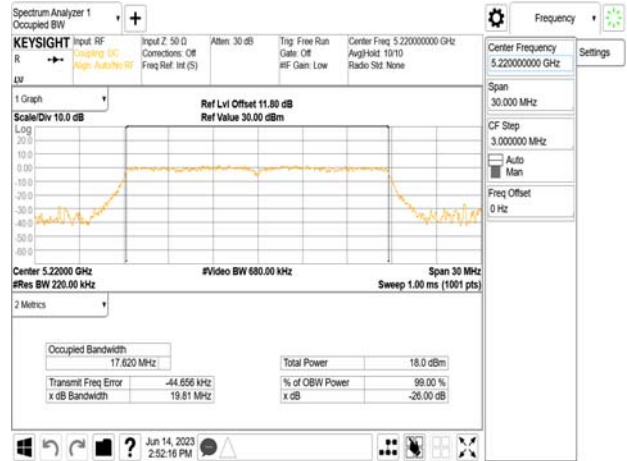 Spectrum Analyzer 1
Occupied BW
Frequency
KEYSIGHT
R
Input: RF
Coupling: DC
Align: Auto/No RF
Input Z: 50 Ω
Corrections: Off
Freq Ref: Int (S)
Atten: 30 dB
Trig: Free Run
Gate: Off
#IF Gain: Low
Center Freq: 5.220000000 GHz
Avg|Hold: 10/10
Radio Std: None
Center Frequency
5.220000000 GHz
Settings
Span
30.000 MHz
CF Step
3.000000 MHz
Auto
Man
Freq Offset
0 Hz
1 Graph
Scale/Div 10.0 dB
Ref Lvl Offset 11.80 dB
Ref Value 30.00 dBm
Log
20.0
10.0
0.00
-10.0
-20.0
-30.0
-40.0
-50.0
-60.0
Center 5.22000 GHz
#Video BW 680.00 kHz
Span 30 MHz
#Res BW 220.00 kHz
Sweep 1.00 ms (1001 pts)
2 Metrics
Occupied Bandwidth
17.620 MHz
Total Power 18.0 dBm
Transmit Freq Error -44.656 kHz
% of OBW Power 99.00 %
x dB Bandwidth 19.81 MHz
x dB -26.00 dB
Jun 14, 2023
2:52:16 PM